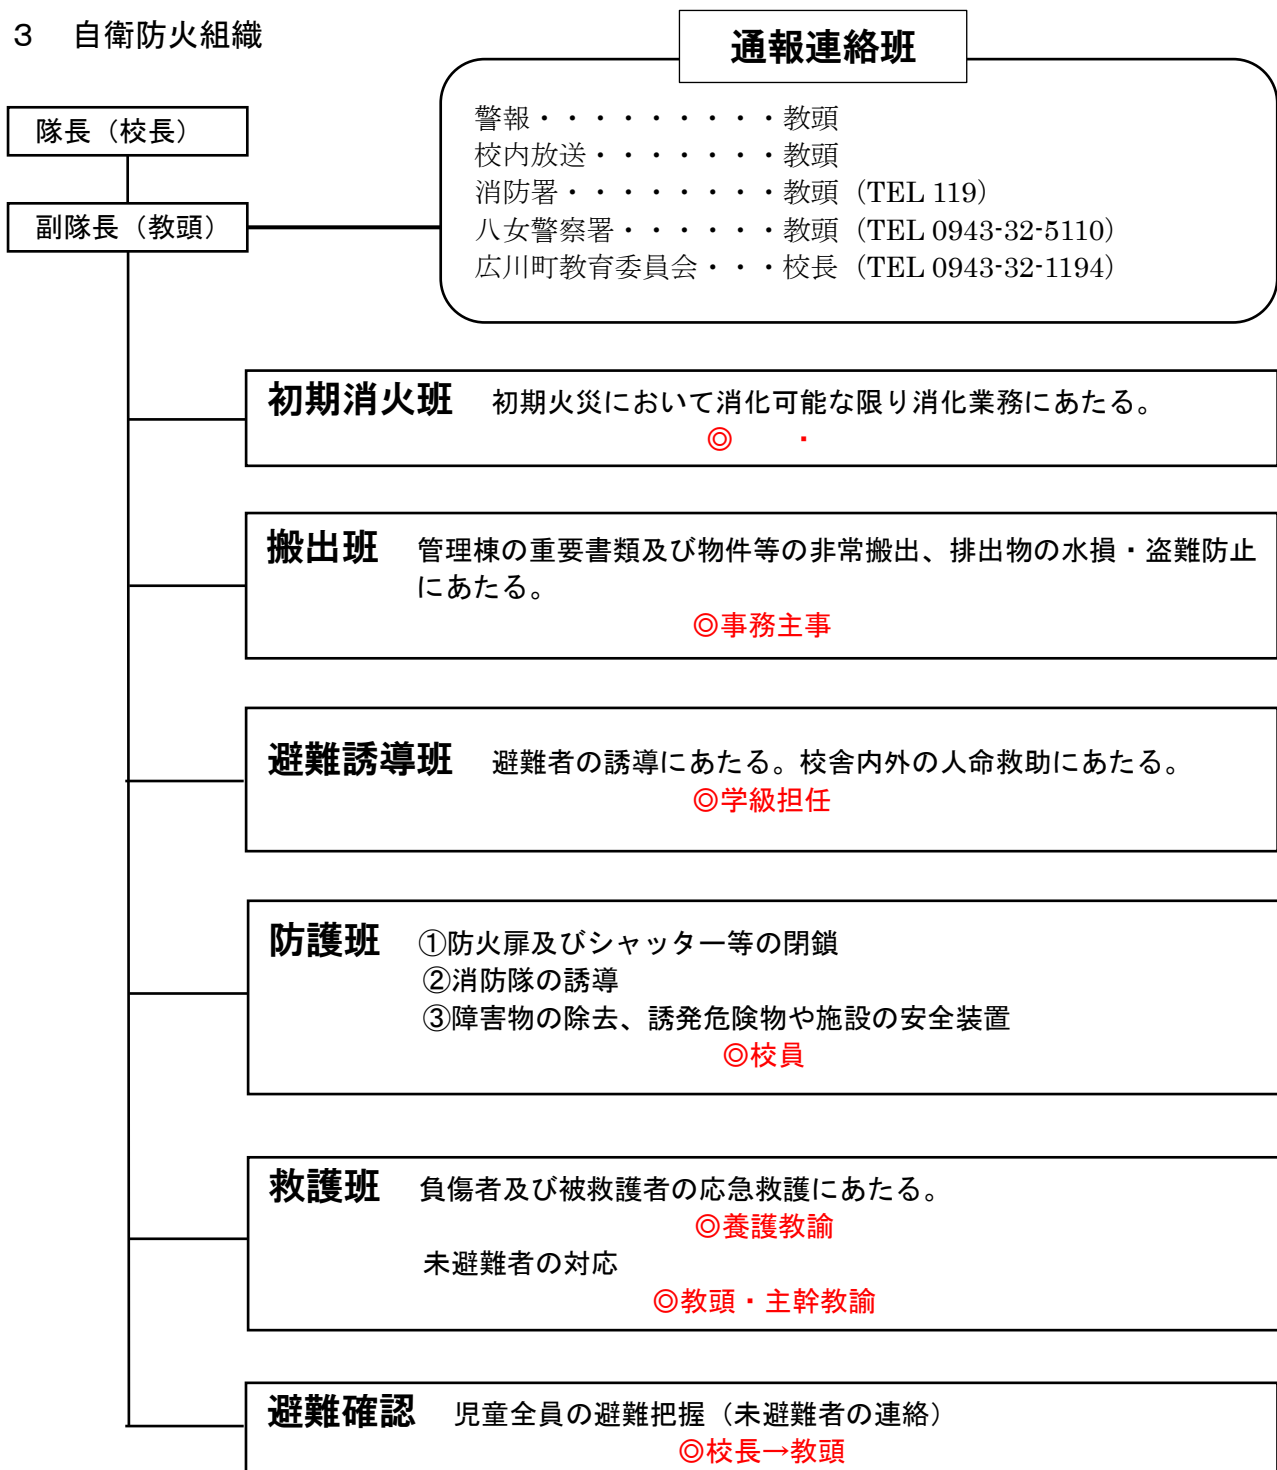 ３　自衛防火組織
通報連絡班
警報・・・・・・・・・教頭
校内放送・・・・・・・教頭
消防署・・・・・・・・教頭（TEL 119）
八女警察署・・・・・・教頭（TEL 0943-32-5110）
広川町教育委員会・・・校長（TEL 0943-32-1194）
隊長（校長）
副隊長（教頭）
初期消火班　初期火災において消化可能な限り消化業務にあたる。
◎　　・
搬出班　管理棟の重要書類及び物件等の非常搬出、排出物の水損・盗難防止
にあたる。
◎事務主事
避難誘導班　避難者の誘導にあたる。校舎内外の人命救助にあたる。
◎学級担任
防護班　①防火扉及びシャッター等の閉鎖
②消防隊の誘導
③障害物の除去、誘発危険物や施設の安全装置
◎校員
救護班　負傷者及び被救護者の応急救護にあたる。
◎養護教諭
未避難者の対応
◎教頭・主幹教諭
避難確認　児童全員の避難把握（未避難者の連絡）
◎校長→教頭